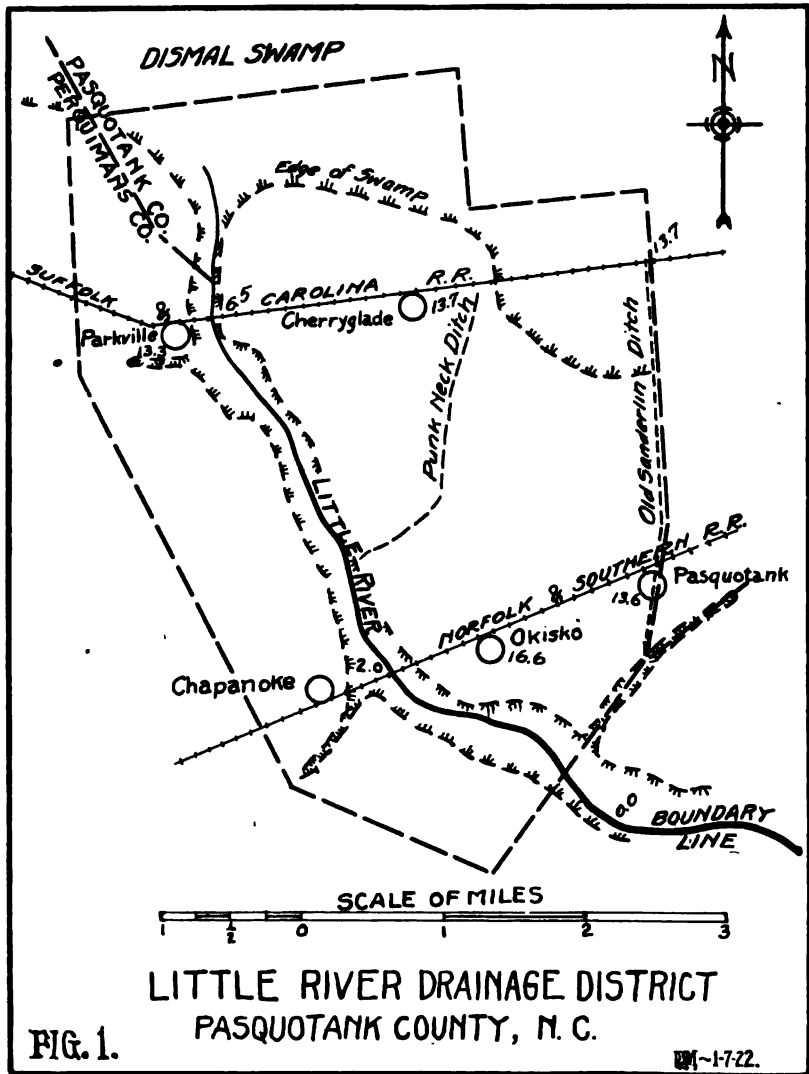 DISMAL SWAMP
N
PASQUOTANK CO.
PERQUIMANS CO.
Edge of Swamp
13.7
SUFFOLK & CAROLINA R.R.
6⁵
Parkville
13.3
Cherryglade
13.7
Punk Neck Ditch
Old Sanderlin Ditch
LITTLE RIVER
NORFOLK & SOUTHERN R.R.
Pasquotank
13.6
Okisko
16.6
Chapanoke
2.0
0.0
BOUNDARY
LINE
SCALE OF MILES
1 1/2 0 1 2 3
LITTLE RIVER DRAINAGE DISTRICT
PASQUOTANK COUNTY, N. C.
FIG. 1.
~1-7-22.